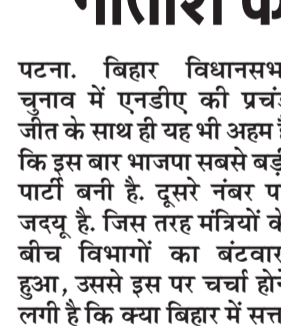 पटना. बिहार विधानसभ
चुनाव में एनडीए की प्रचं
जीत के साथ ही यह भी अहम
कि इस बार भाजपा सबसे बड़
पार्टी बनी है. दूसरे नंबर प
जदयू है. जिस तरह मंत्रियों के
बीच विभागों का बंटवार
हुआ, उससे इस पर चर्चा होन
लगी है कि क्या बिहार में सत्त